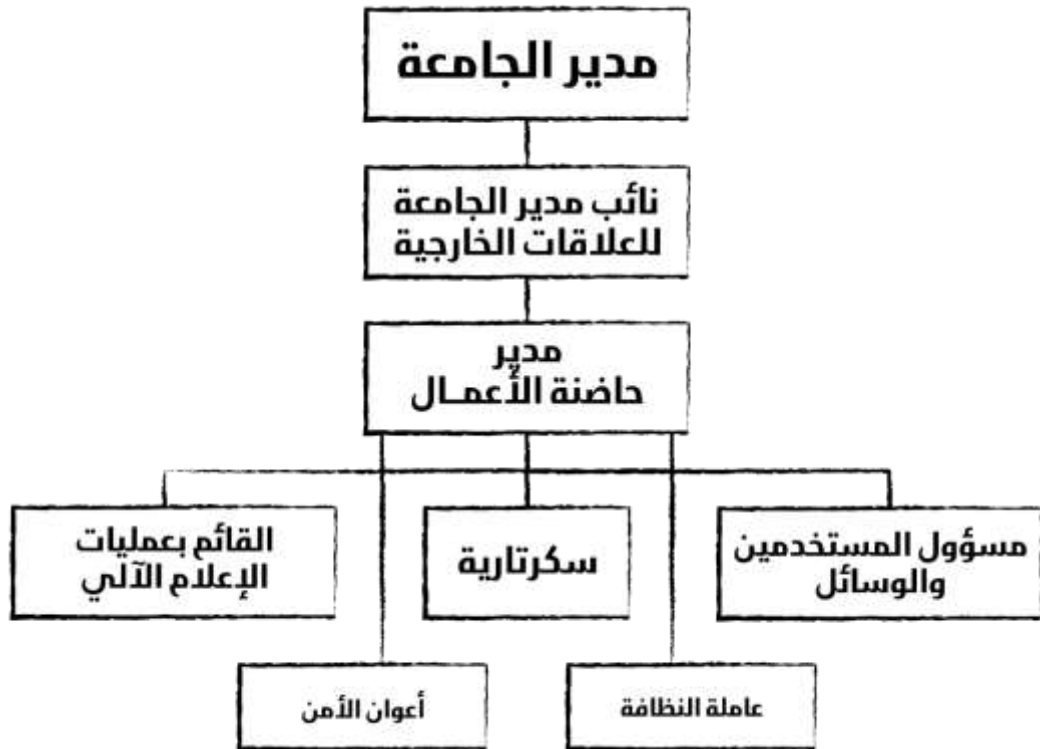 مدير الجامعة
نائب مدير الجامعة
للعلاقات الخارجية
مدير
حاضنة الأعمــال
مسؤول المستخدمين
والوسائل
سكرتارية
القائم بعمليات
الإعلام الآلي
عاملة النظافة
أعوان الأمن